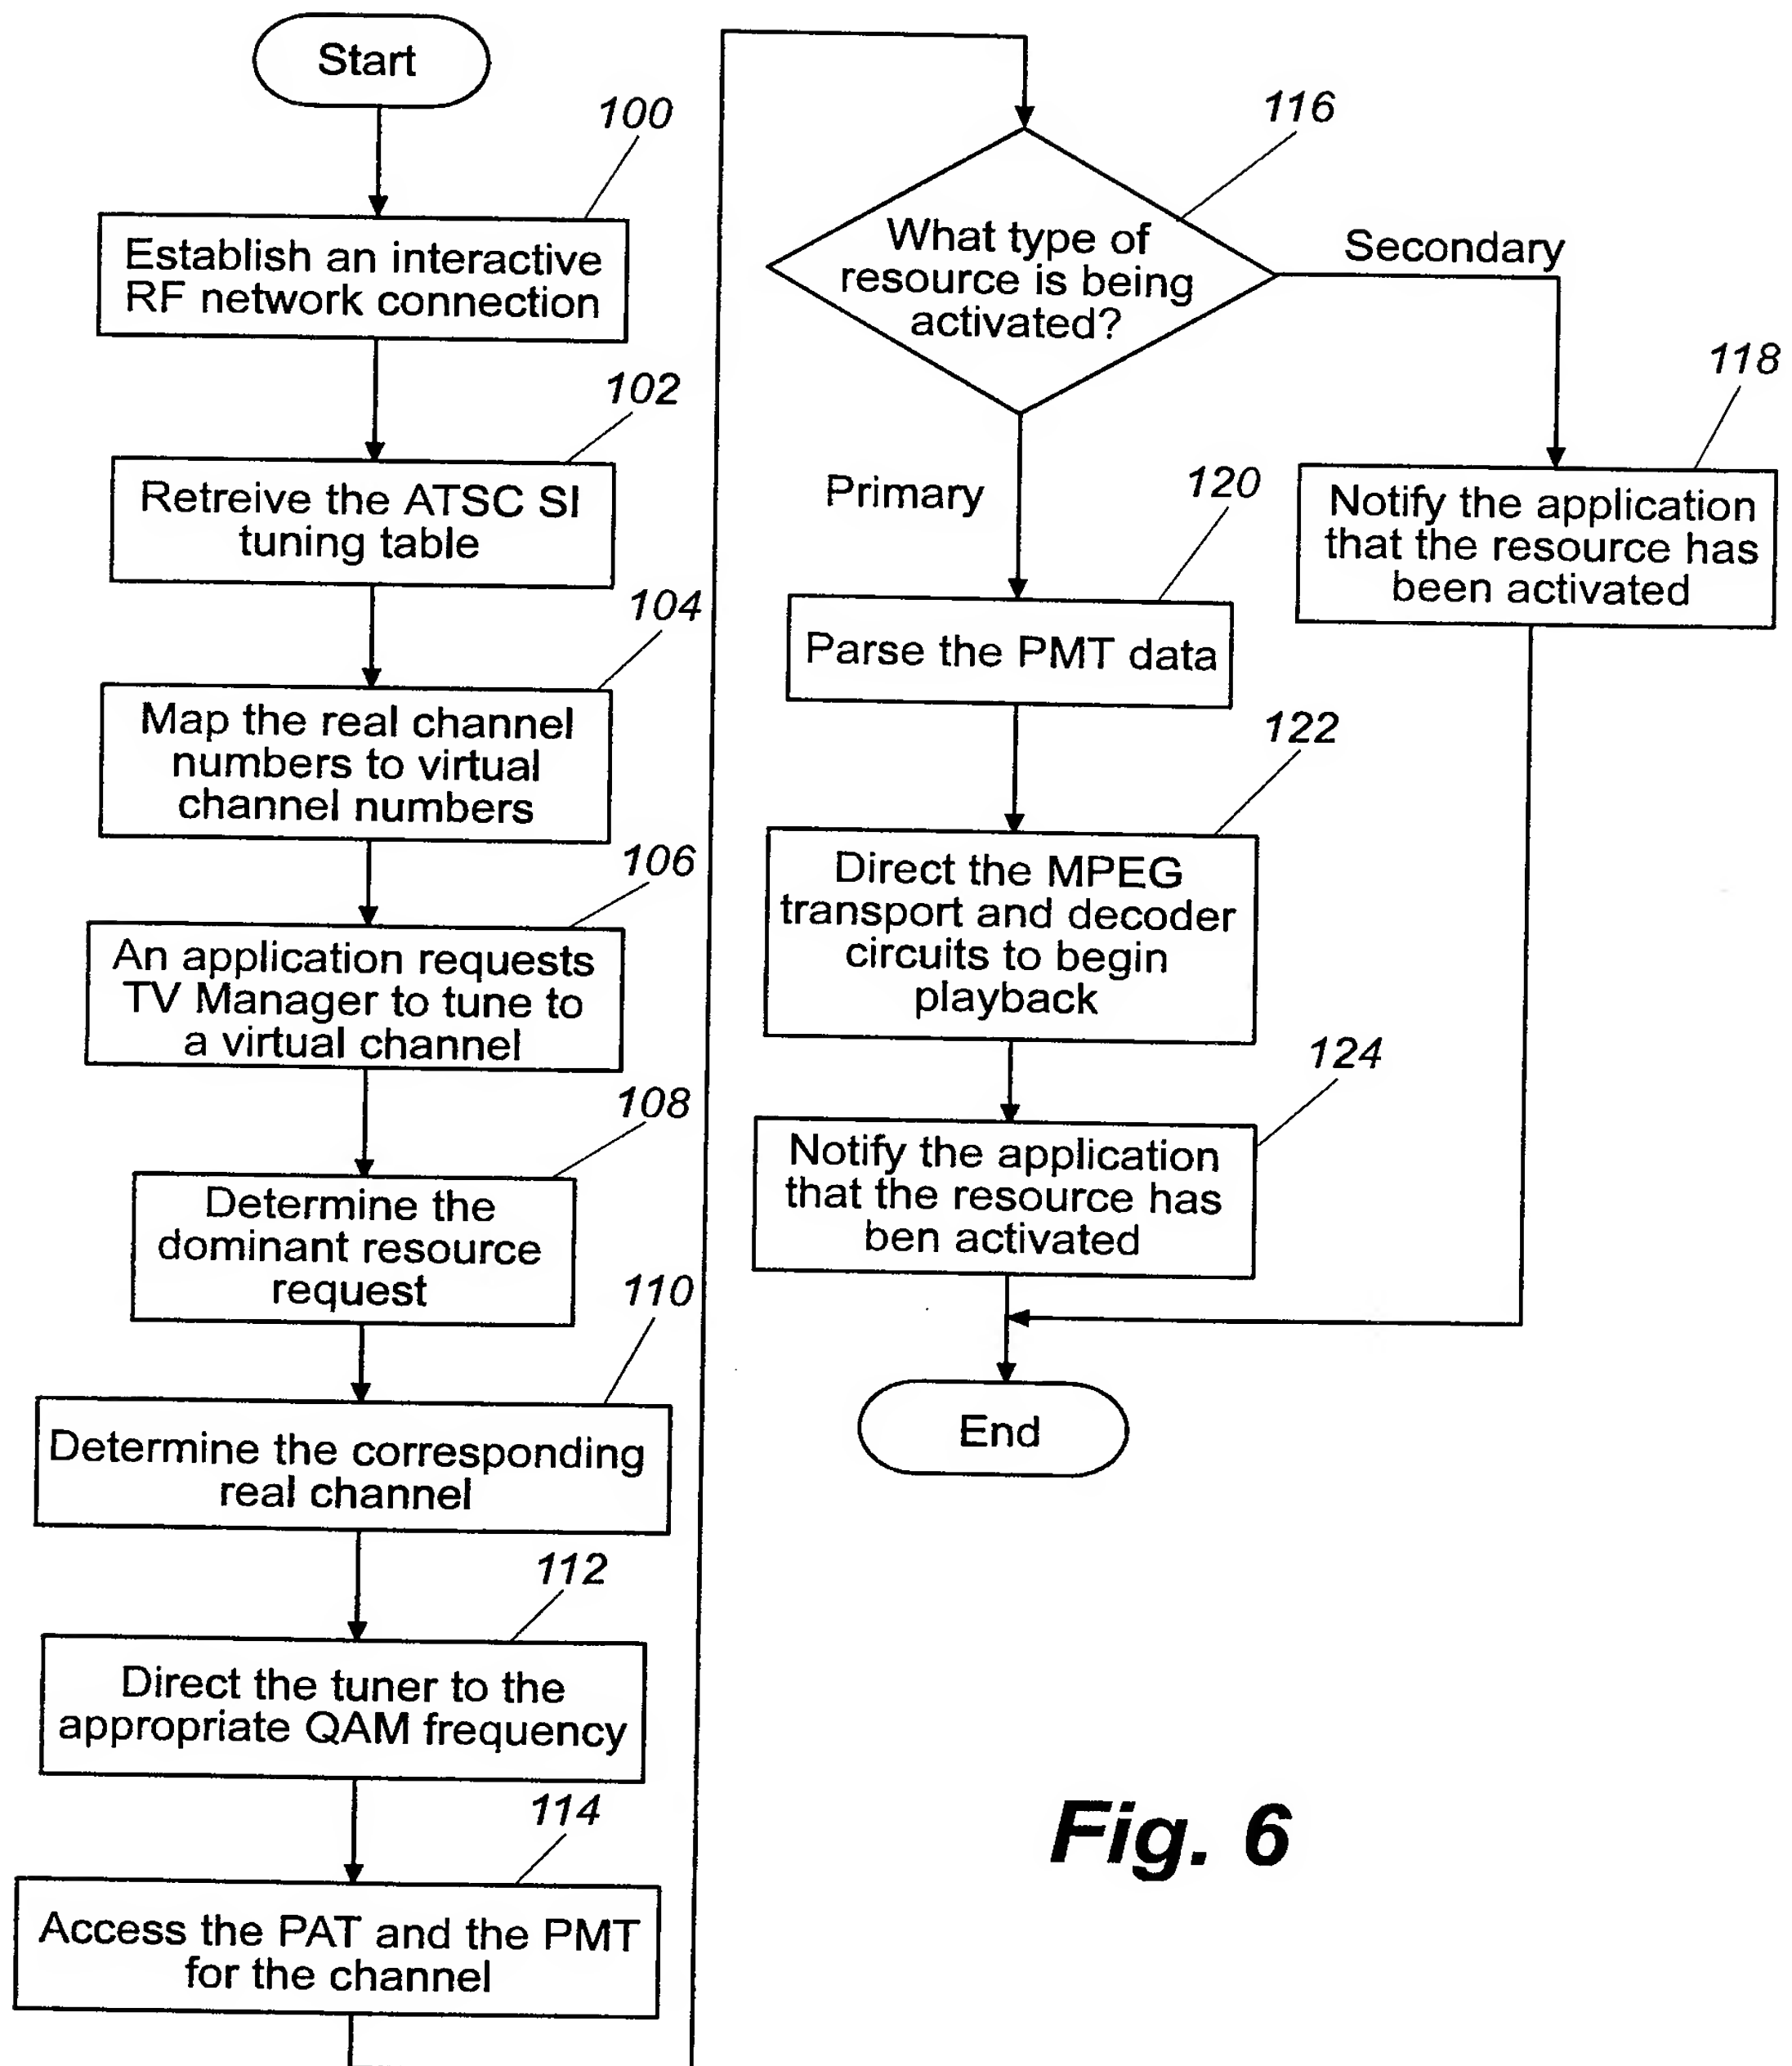 Start
100
Establish an interactive
RF network connection
102
Retreive the ATSC SI
tuning table
104
Map the real channel
numbers to virtual
channel numbers
106
An application requests
TV Manager to tune to
a virtual channel
108
Determine the
dominant resource
request
110
Determine the corresponding
real channel
112
Direct the tuner to the
appropriate QAM frequency
114
Access the PAT and the PMT
for the channel
116
What type of
resource is being
activated?
Secondary
118
Notify the application
that the resource has
been activated
Primary
120
Parse the PMT data
122
Direct the MPEG
transport and decoder
circuits to begin
playback
124
Notify the application
that the resource has
ben activated
End
Fig. 6